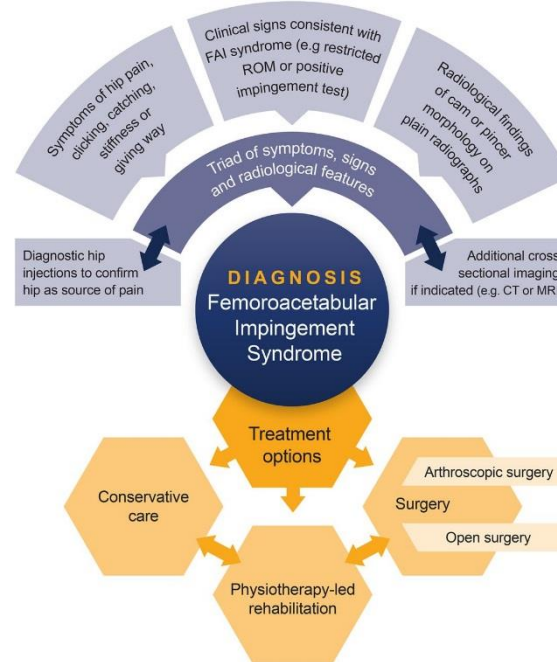 Symptoms of hip pain,
clicking, catching,
stiffness or
giving way
Clinical signs consistent with
FAI syndrome (e.g restricted
ROM or positive
impingement test)
Radiological findings
of cam or pincer
morphology on
plain radiographs
Triad of symptoms, signs
and radiological features
Diagnostic hip
injections to confirm
hip as source of pain
Additional cross
sectional imaging
if indicated (e.g. CT or MR
DIAGNOSIS
Femoroacetabular
Impingement
Syndrome
Treatment
options
Conservative
care
Arthroscopic surgery
Surgery
Open surgery
Physiotherapy-led
rehabilitation